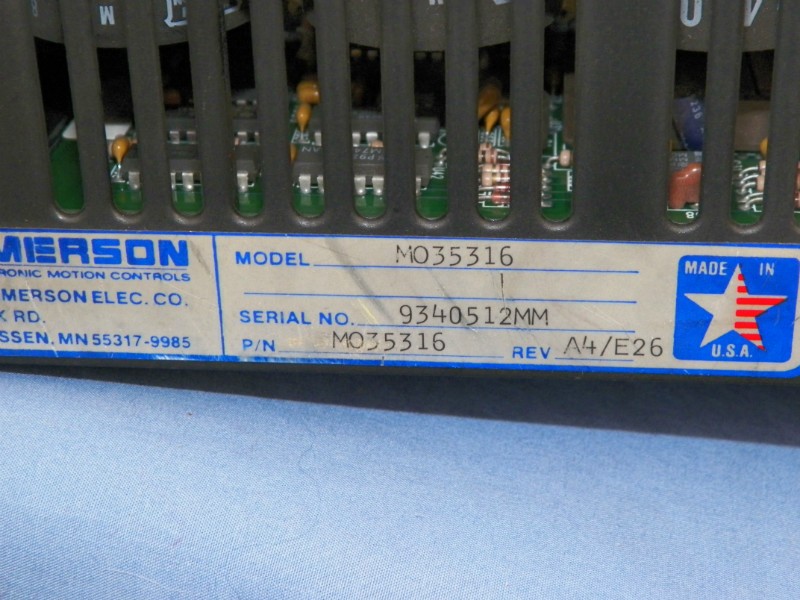 MERSON
RONIC MOTION CONTROLS
MERSON ELEC. CO.
K RD.
SSEN, MN 55317-9985
MODEL MO35316
SERIAL NO. 9340512MM
P/N MO35316 REV A4/E26
MADE IN
U.S.A.